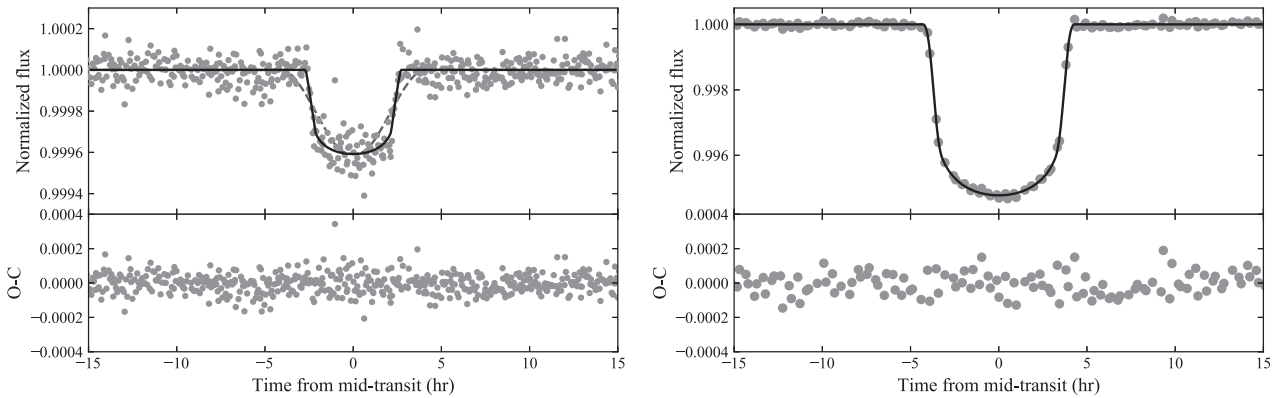 1.0002
1.0000
0.9998
0.9996
0.9994
Normalized flux
0.0004
0.0002
0.0000
−0.0002
−0.0004
O-C
−15 −10 −5 0 5 10 15
Time from mid-transit (hr)
1.000
0.998
0.996
Normalized flux
0.0004
0.0002
0.0000
−0.0002
−0.0004
O-C
−15 −10 −5 0 5 10 15
Time from mid-transit (hr)